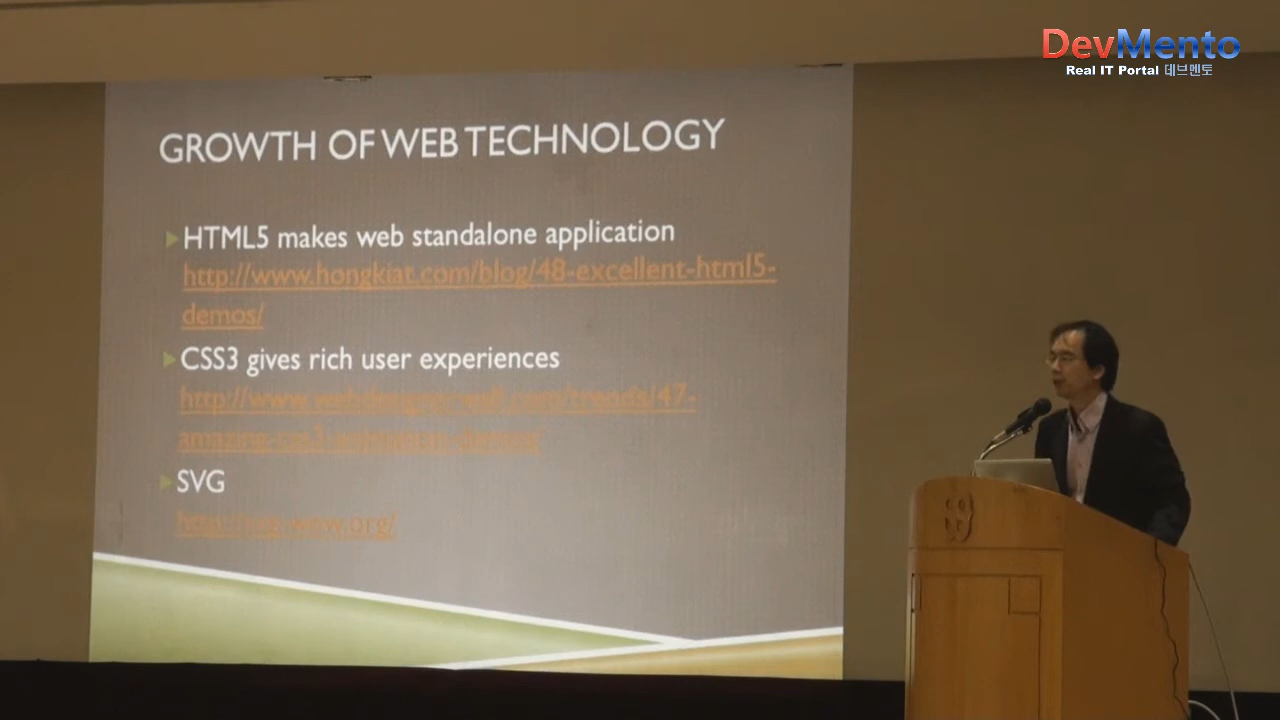 DevMento
Real IT Portal 데브멘토
GROWTH OF WEB TECHNOLOGY
HTML5 makes web standalone application
http://www.hongkiat.com/blog/48-excellent-html5-
demos/
CSS3 gives rich user experiences
SVG